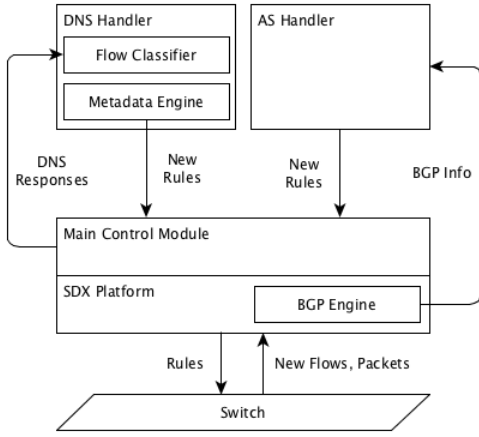 DNS Handler
Flow Classifier
Metadata Engine
AS Handler
DNS
Responses
New
Rules
New
Rules
BGP Info
Main Control Module
SDX Platform
BGP Engine
Rules
New Flows, Packets
Switch